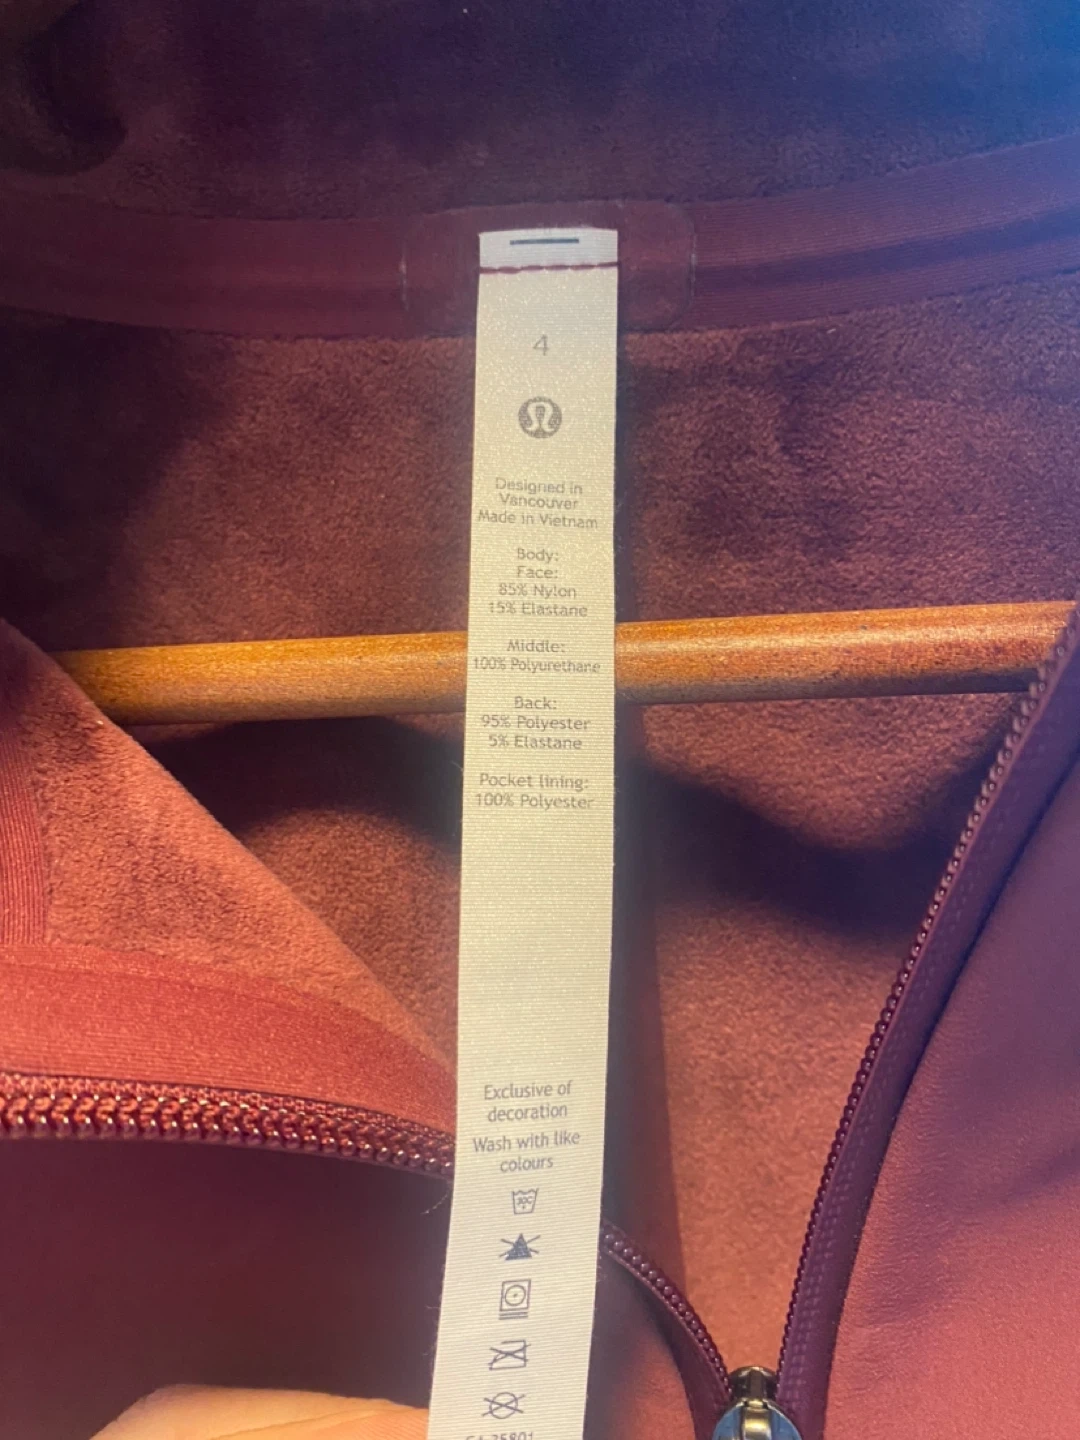 4
Designed in
Vancouver
Made in Vietnam
Body:
Face:
85% Nylon
15% Elastane
Middle:
100% Polyurethane
Back:
95% Polyester
5% Elastane
Pocket lining:
100% Polyester
Exclusive of
decoration
Wash with like
colours
30C